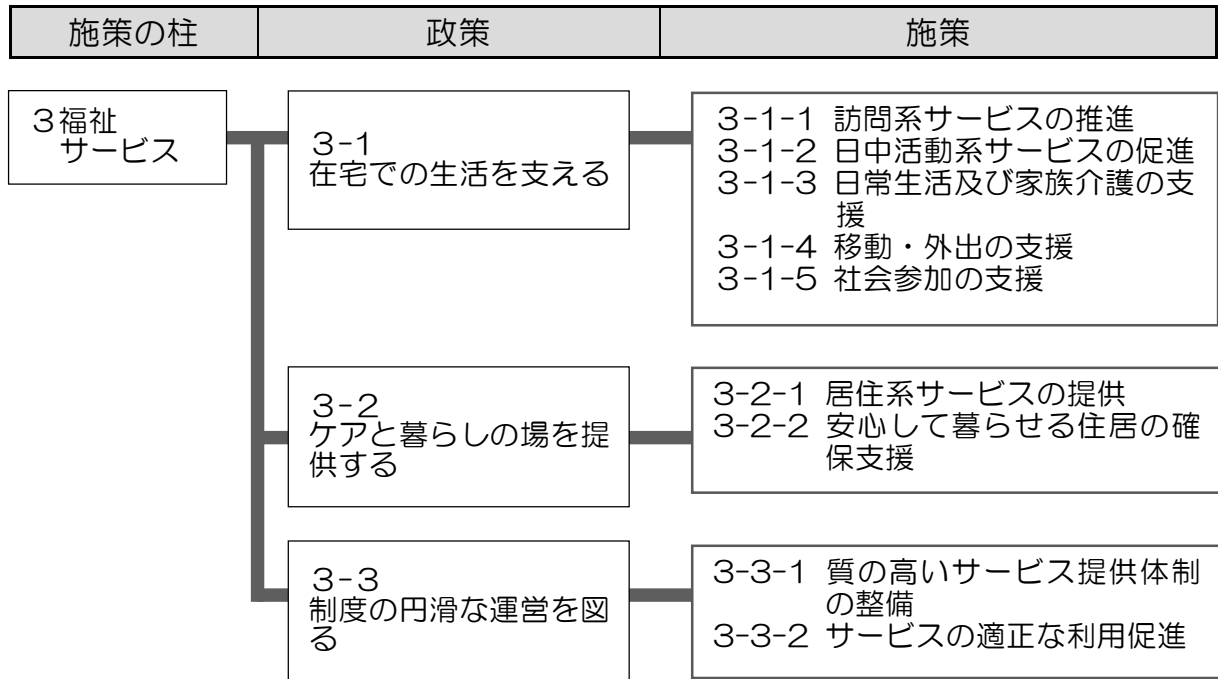 施策の柱 政策 施策
3福祉
サービス
3-1
在宅での生活を支える
3-1-1 訪問系サービスの推進
3-1-2 日中活動系サービスの促進
3-1-3 日常生活及び家族介護の支
援
3-1-4 移動・外出の支援
3-1-5 社会参加の支援
3-2
ケアと暮らしの場を提
供する
3-2-1 居住系サービスの提供
3-2-2 安心して暮らせる住居の確
保支援
3-3
制度の円滑な運営を図
る
3-3-1 質の高いサービス提供体制
の整備
3-3-2 サービスの適正な利用促進